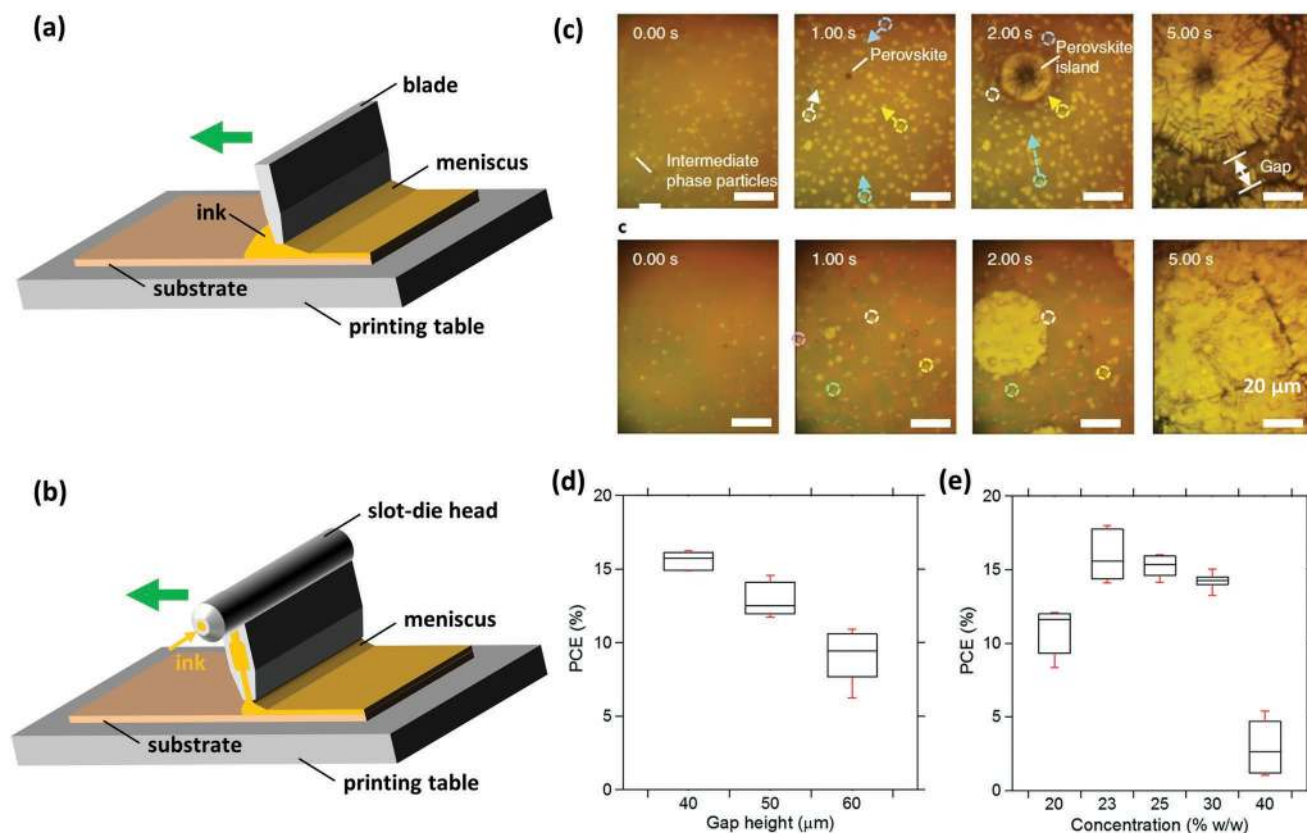 (a)
blade
meniscus
ink
substrate
printing table
(b)
slot-die head
meniscus
ink
substrate
printing table
(c)
0.00 s
Intermediate
phase particles
1.00 s
Perovskite
2.00 s
Perovskite
island
5.00 s
Gap
c
0.00 s
1.00 s
2.00 s
5.00 s
20 μm
(d)
PCE (%)
20
15
10
5
0
40 50 60
Gap height (μm)
(e)
PCE (%)
20
15
10
5
0
20 23 25 30 40
Concentration (% w/w)